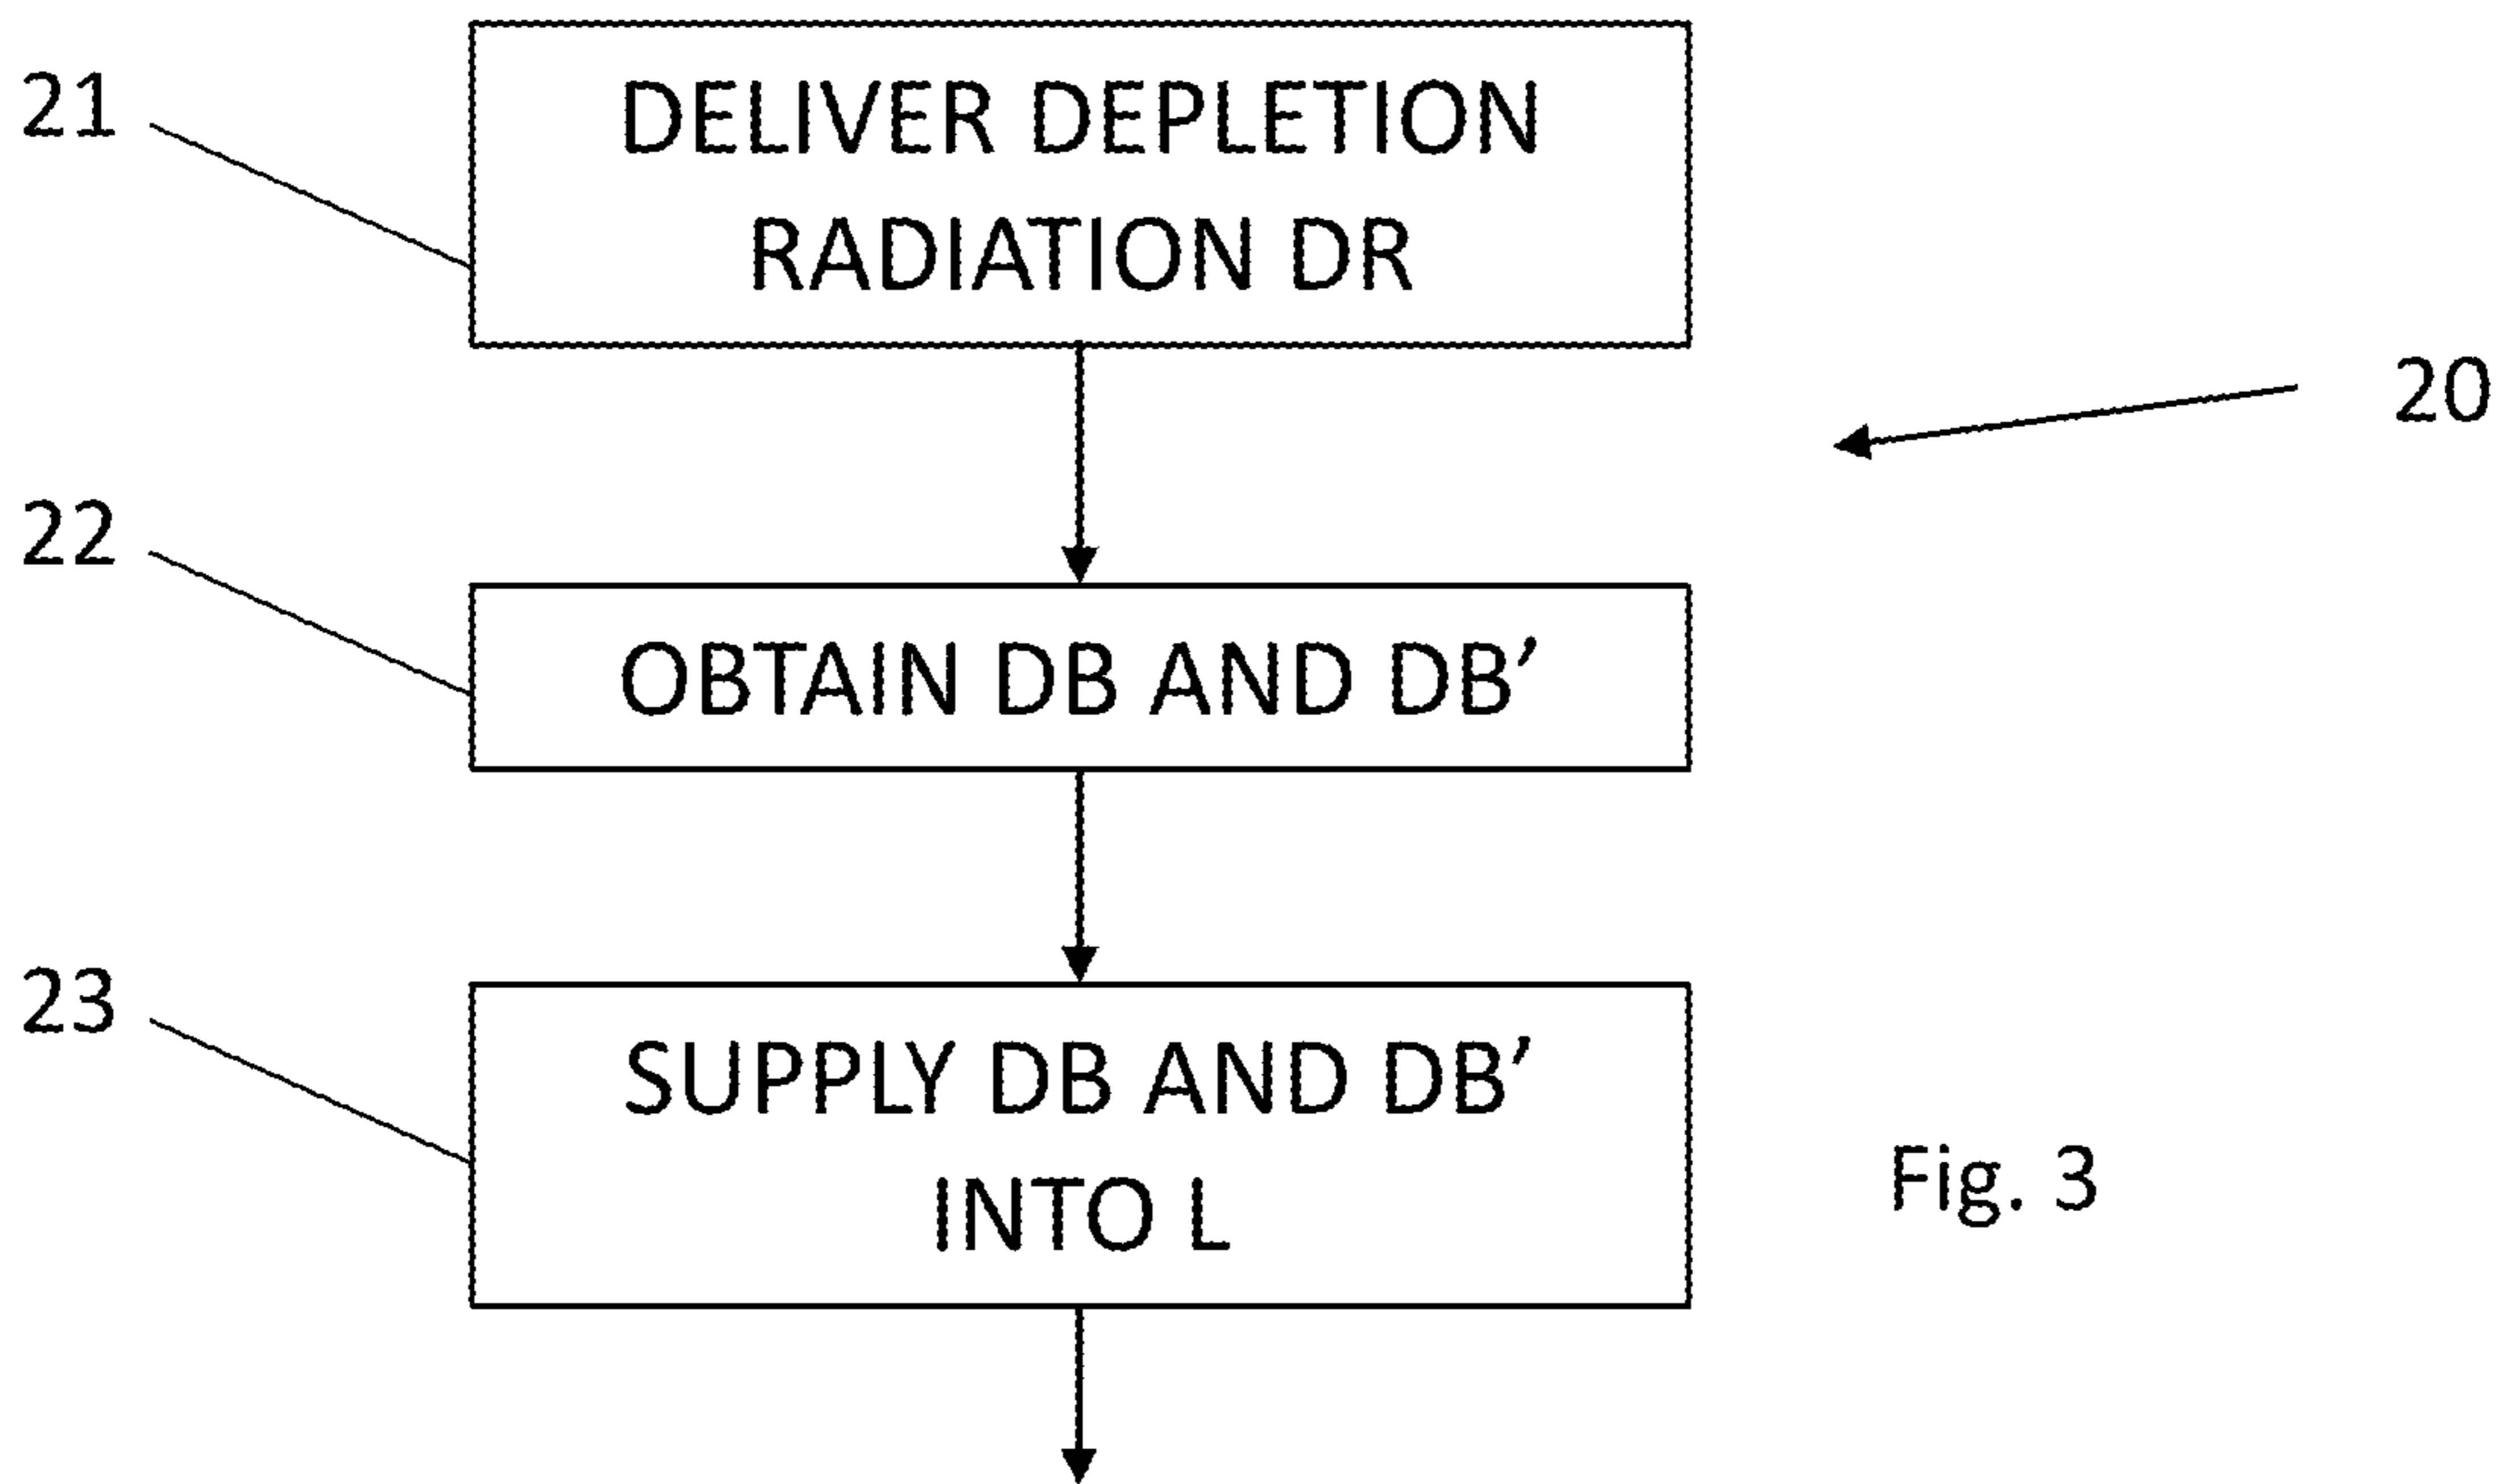 21
DELIVER DEPLETION
RADIATION DR
20
22
OBTAIN DB AND DB’
23
SUPPLY DB AND DB’
INTO L
Fig. 3